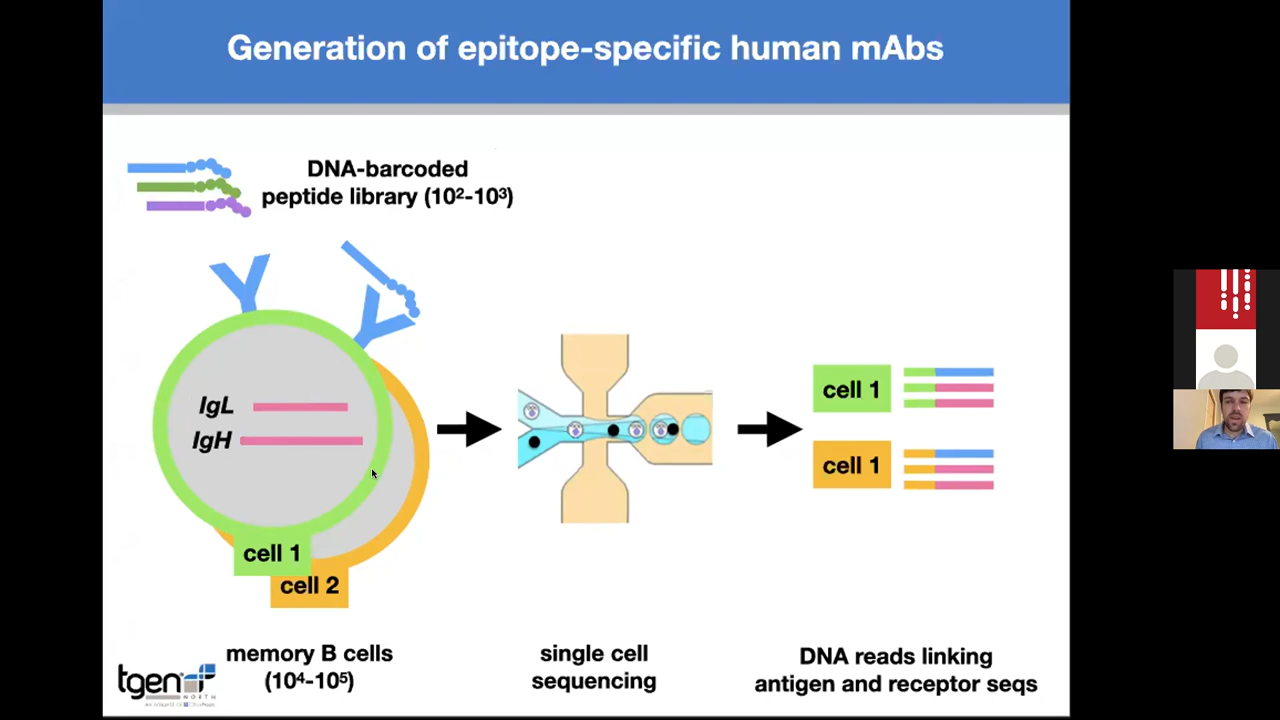 Generation of epitope-specific human mAbs
DNA-barcoded
peptide library (10²-10³)
IgL
IgH
cell 1
cell 2
cell 1
cell 1
memory B cells
(10⁴-10⁵)
single cell
sequencing
DNA reads linking
antigen and receptor seqs
tgen
NORTH